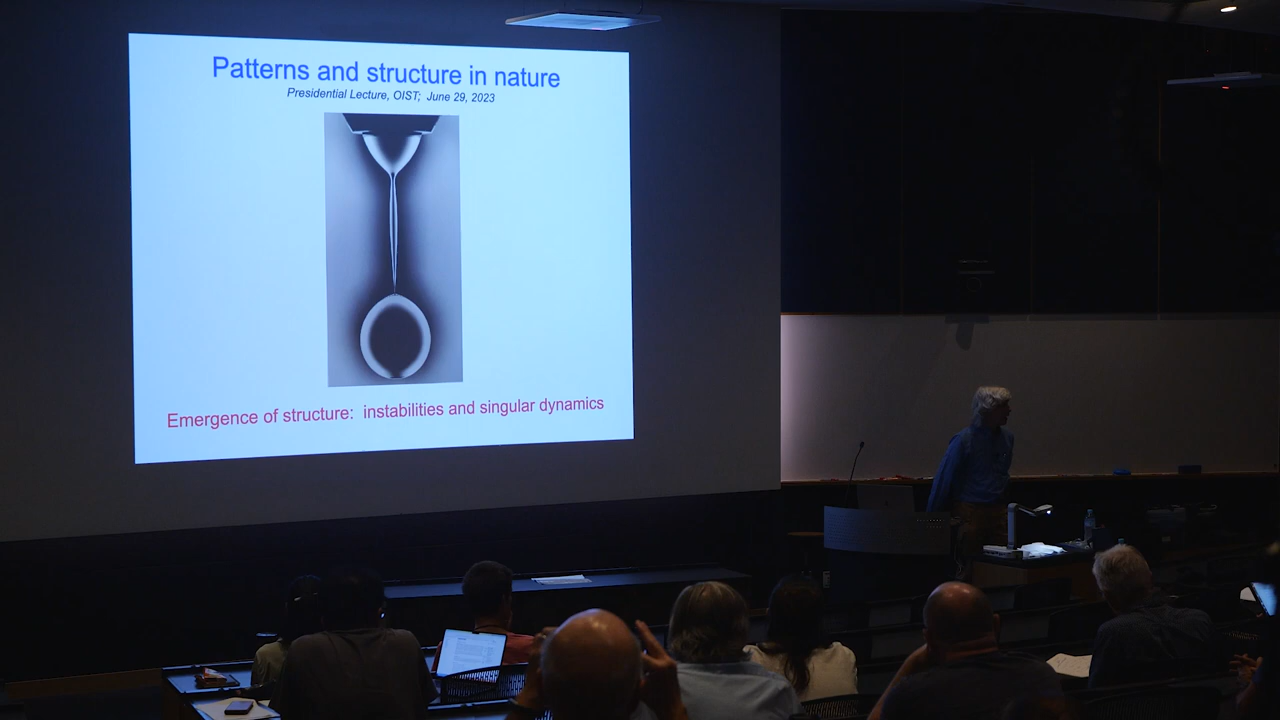 Patterns and structure in nature
Presidential Lecture, OIST; June 29, 2023
Emergence of structure: instabilities and singular dynamics